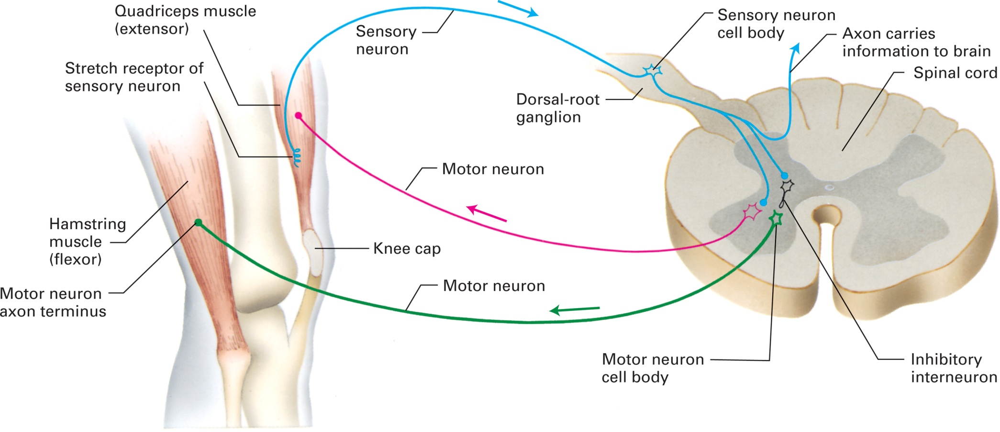 Quadriceps muscle
(extensor)
Stretch receptor of
sensory neuron
Sensory
neuron
Sensory neuron
cell body
Axon carries
information to brain
Spinal cord
Dorsal-root
ganglion
Motor neuron
Hamstring
muscle
(flexor)
Knee cap
Motor neuron
axon terminus
Motor neuron
Motor neuron
cell body
Inhibitory
interneuron